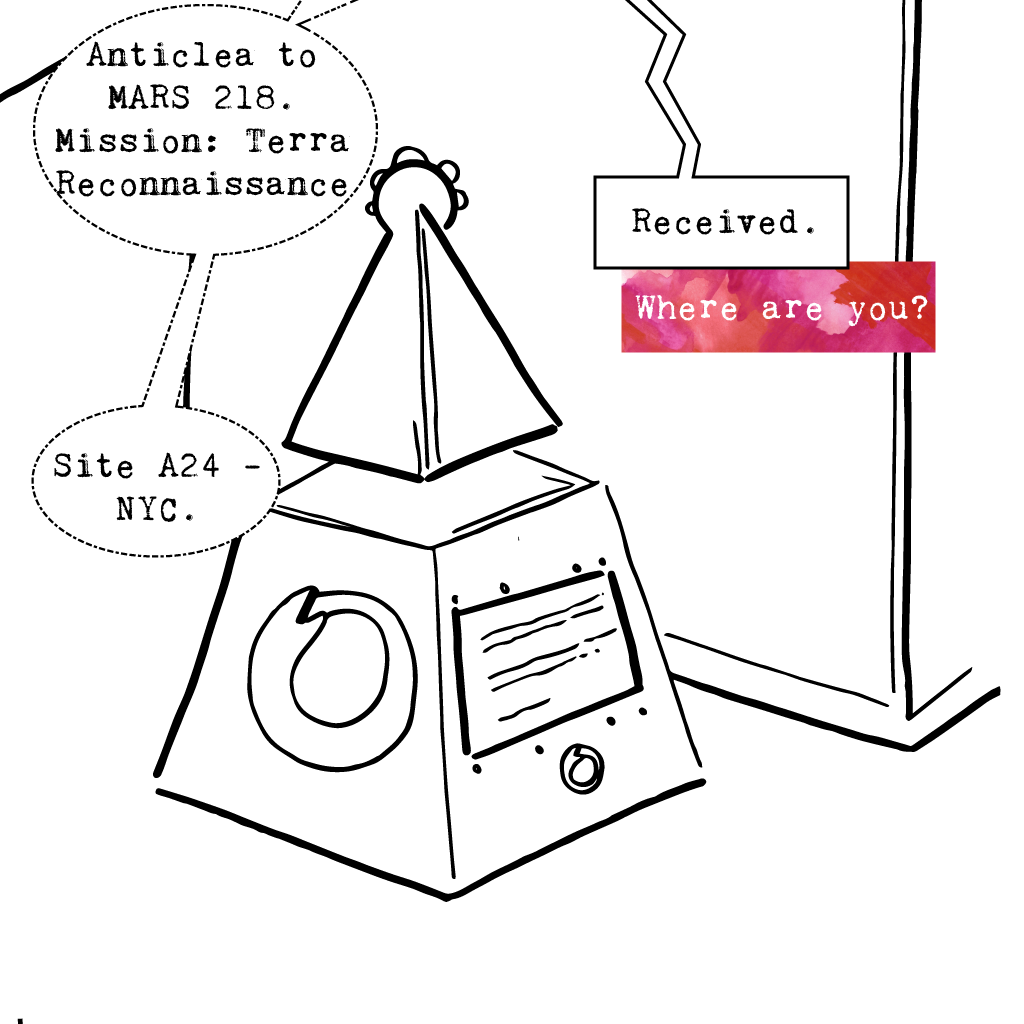 Anticlea to
MARS 218.
Mission: Terra
Reconnaissance
Received.
Where are you?
Site A24 -
NYC.